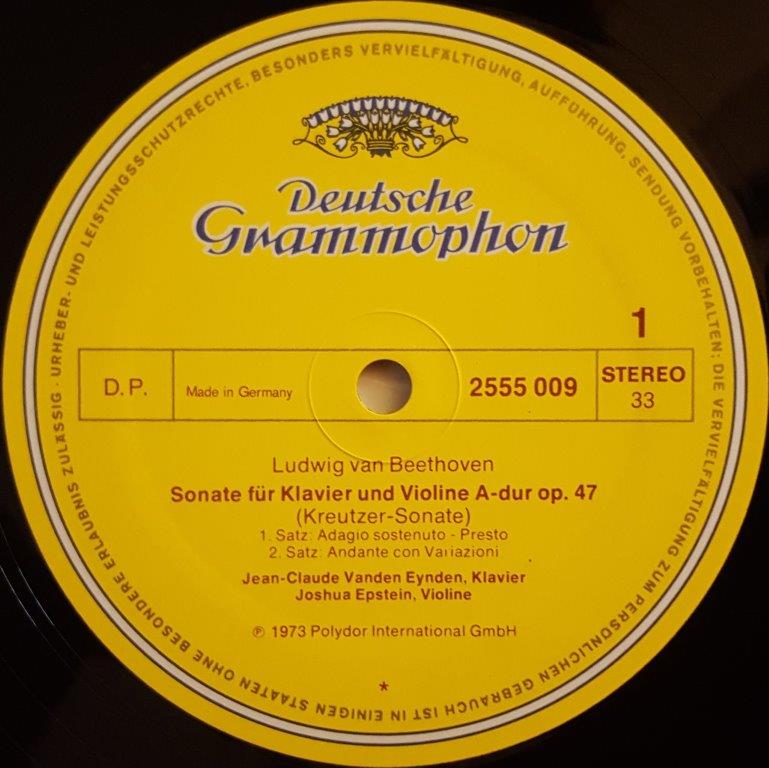 URHEBER- UND LEISTUNGSSCHUTZRECHTE, BESONDERS VERVIELFÄLTIGUNG, AUFFÜHRUNG, SENDUNG VORBEHALTEN; DIE VERVIELFÄLTIGUNG ZUM PERSÖNLICHEN GEBRAUCH IST IN EINIGEN STAATEN OHNE BESONDERE ERLAUBNIS ZULÄSSIG ·
Deutsche
Grammophon
1
D.P.
Made in Germany
2555 009
STEREO
33
Ludwig van Beethoven
Sonate für Klavier und Violine A-dur op. 47
(Kreutzer-Sonate)
1. Satz: Adagio sostenuto - Presto
2. Satz: Andante con Variazioni
Jean-Claude Vanden Eynden, Klavier
Joshua Epstein, Violine
℗ 1973 Polydor International GmbH
*